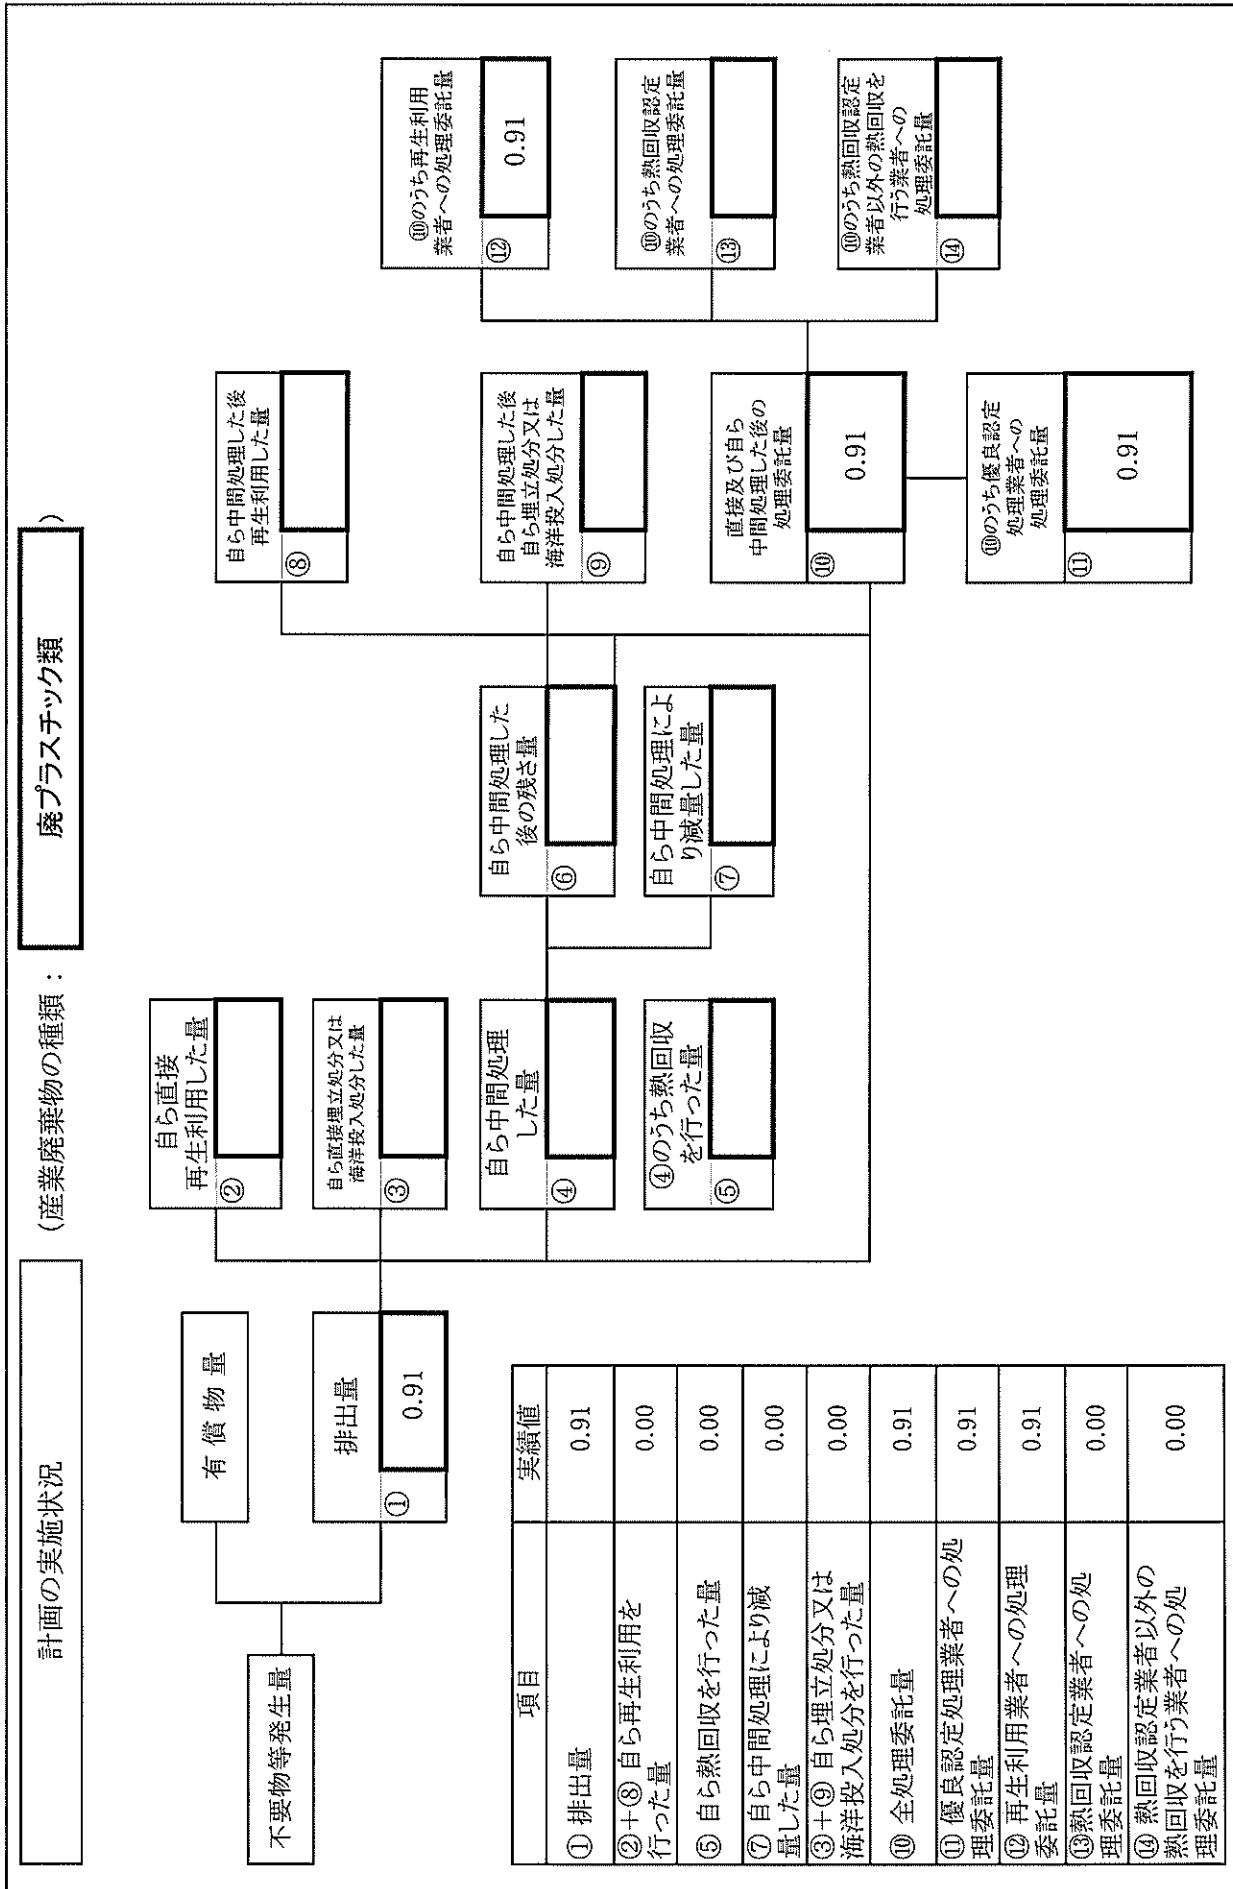 計画の実施状況
(産業廃棄物の種類：
廃プラスチック類
)
不要物等発生量
有 償 物 量
排出量
①
0.91
自ら直接
再生利用した量
②
自ら直接埋立処分又は
海洋投入処分した量
③
自ら中間処理
した量
④
④のうち熱回収
を行った量
⑤
自ら中間処理した
後の残さ量
⑥
自ら中間処理によ
り減量した量
⑦
自ら中間処理した後
再生利用した量
⑧
自ら中間処理した後
自ら埋立処分又は
海洋投入処分した量
⑨
直接及び自ら
中間処理した後の
処理委託量
⑩
0.91
⑩のうち優良認定
処理業者への
処理委託量
⑪
0.91
⑩のうち再生利用
業者への処理委託量
⑫
0.91
⑩のうち熱回収認定
業者への処理委託量
⑬
⑩のうち熱回収認定
業者以外の熱回収を
行う業者への
処理委託量
⑭
項目
実績値
① 排出量
0.91
②＋⑧ 自ら再生利用を
行った量
0.00
⑤ 自ら熱回収を行った量
0.00
⑦ 自ら中間処理により減
量した量
0.00
③＋⑨ 自ら埋立処分又は
海洋投入処分を行った量
0.00
⑩ 全処理委託量
0.91
⑪ 優良認定処理業者への処
理委託量
0.91
⑫ 再生利用業者への処理
委託量
0.91
⑬熱回収認定業者への処
理委託量
0.00
⑭ 熱回収認定業者以外の
熱回収を行う業者への処
理委託量
0.00